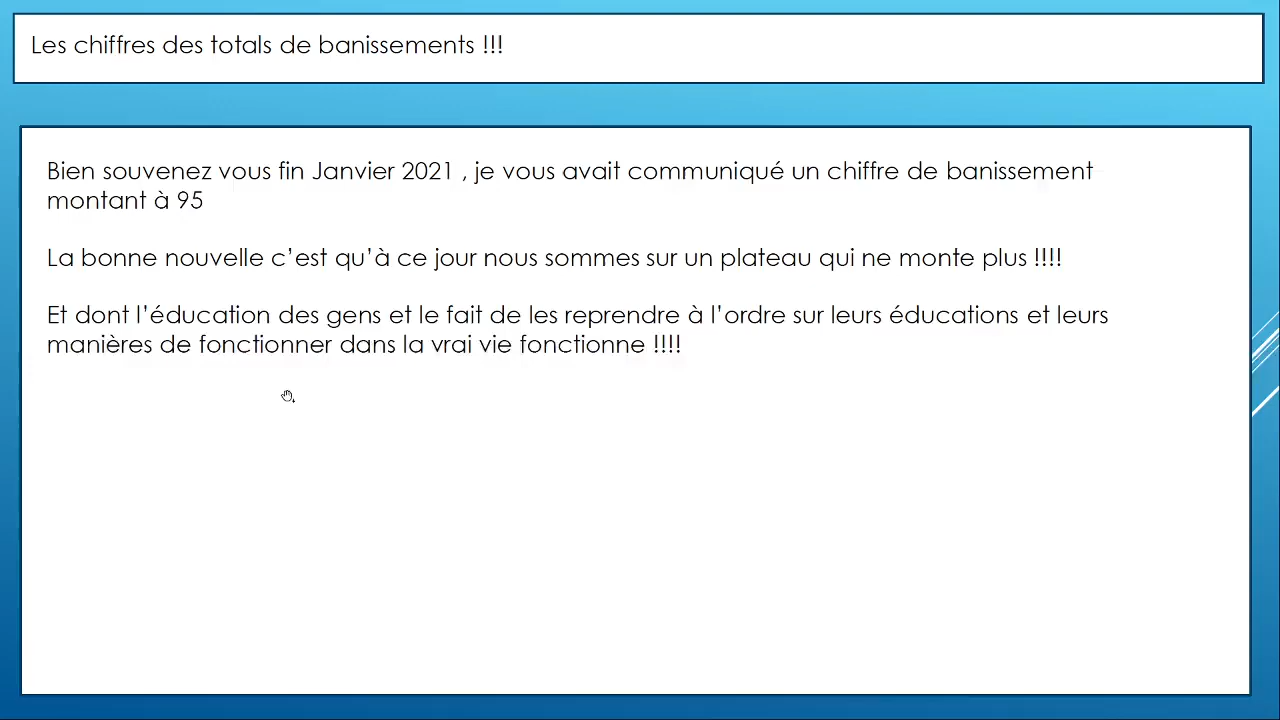 Les chiffres des totals de banissements !!!
Bien souvenez vous fin Janvier 2021 , je vous avait communiqué un chiffre de banissement
montant à 95
La bonne nouvelle c’est qu’à ce jour nous sommes sur un plateau qui ne monte plus !!!!
Et dont l’éducation des gens et le fait de les reprendre à l’ordre sur leurs éducations et leurs
manières de fonctionner dans la vrai vie fonctionne !!!!